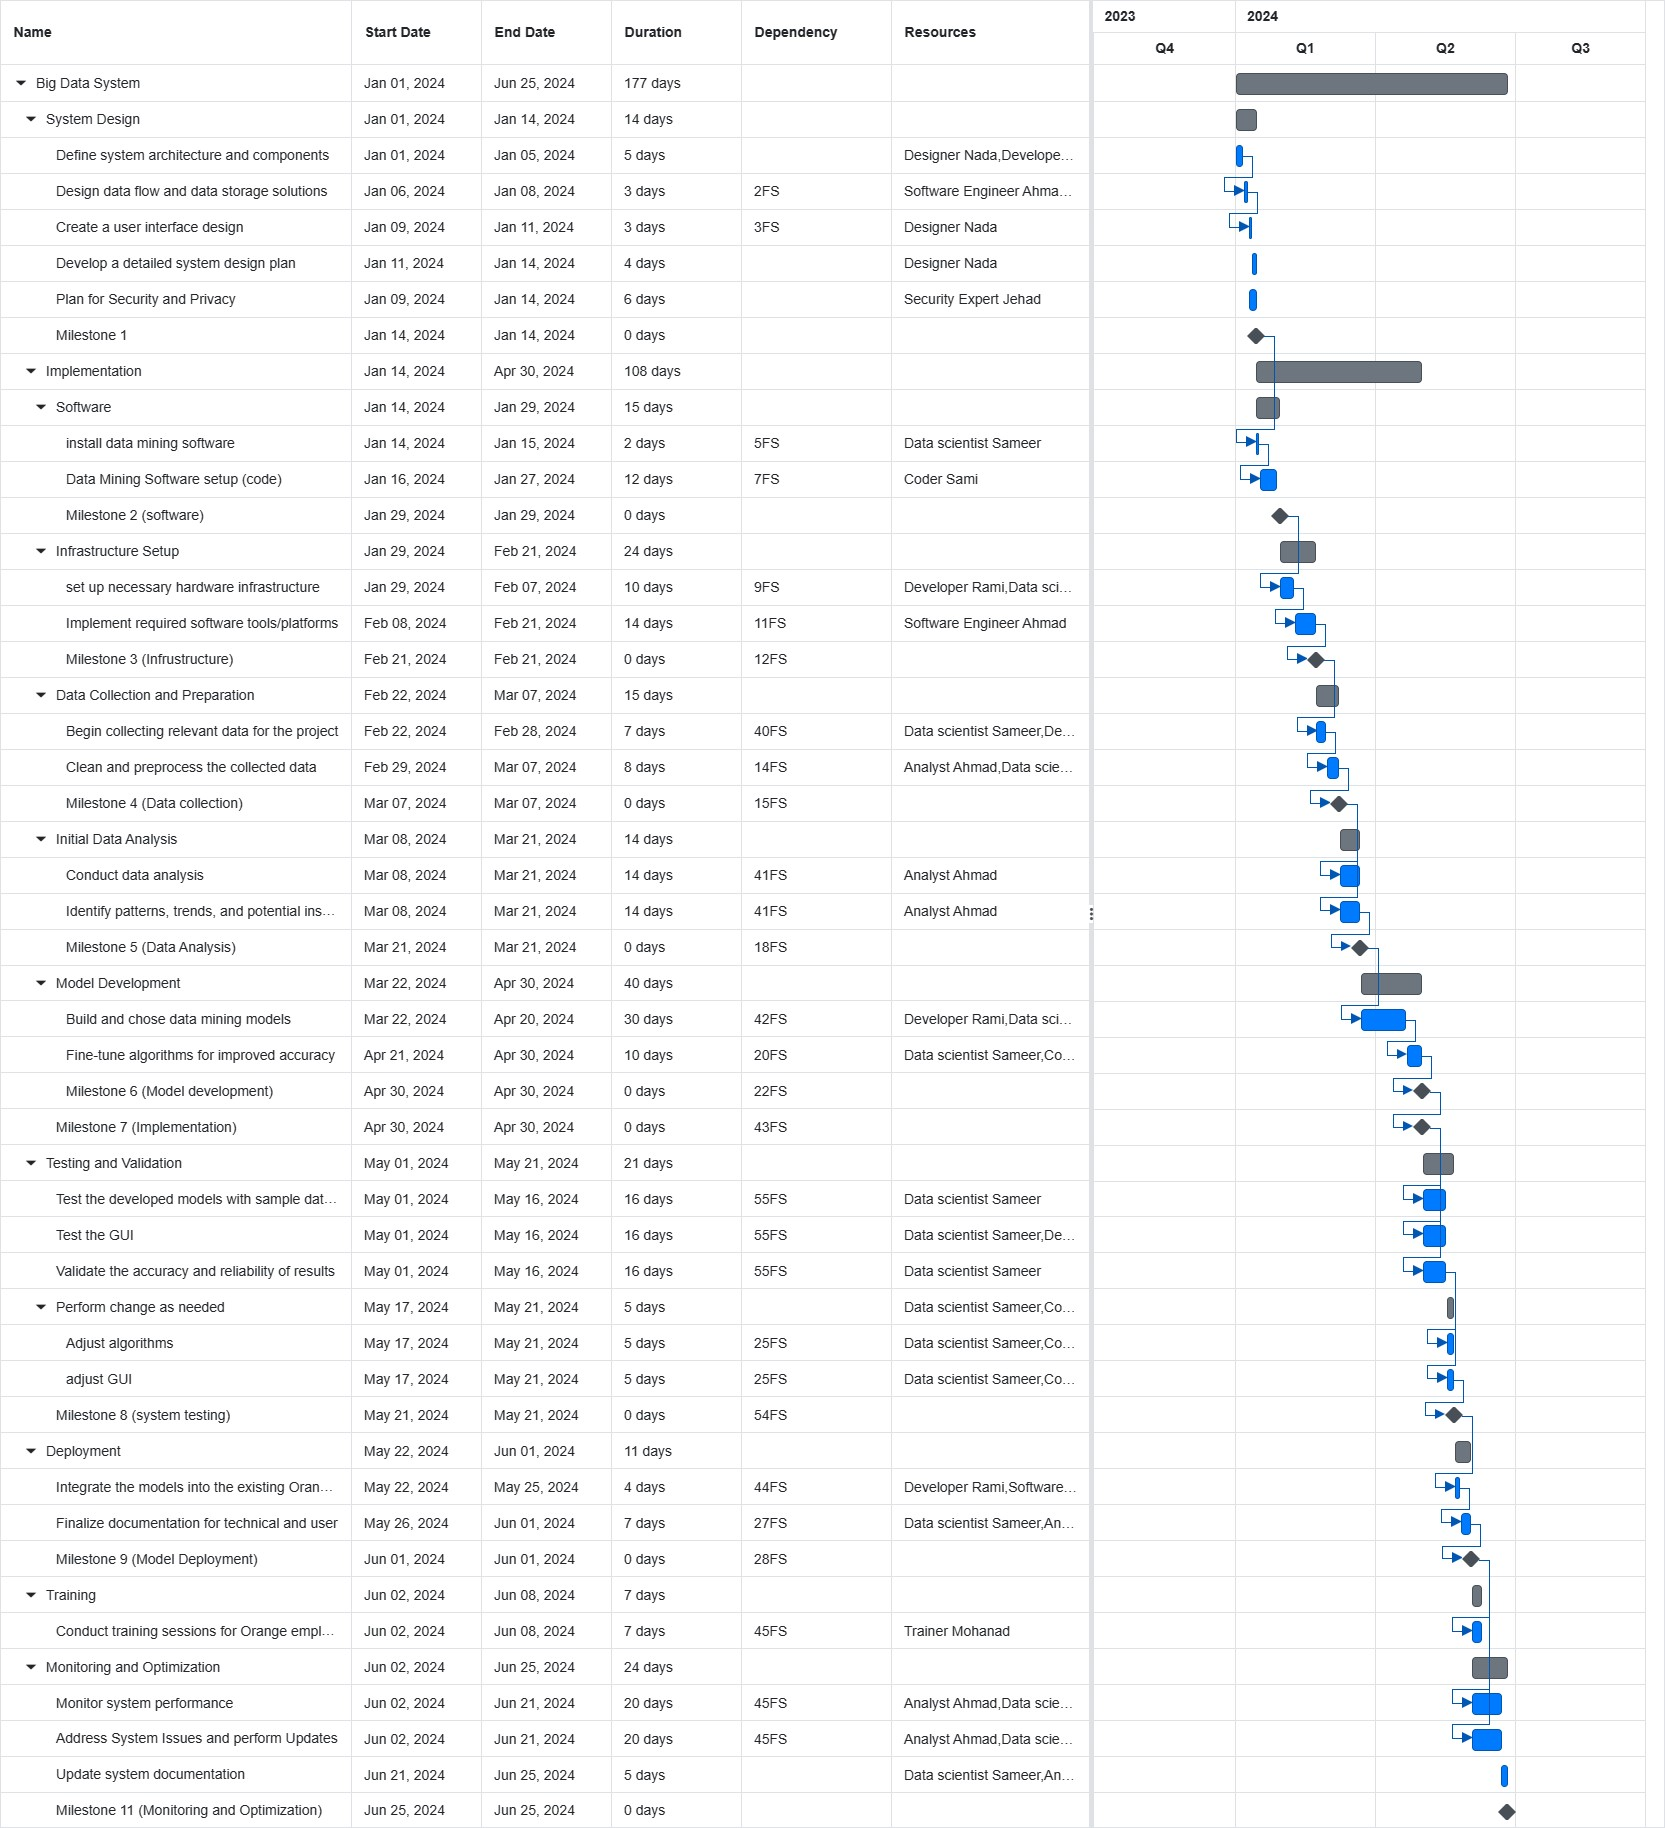 Name Start Date End Date Duration Dependency Resources 2023 2024
Q4 Q1 Q2 Q3
Big Data System Jan 01, 2024 Jun 25, 2024 177 days
System Design Jan 01, 2024 Jan 14, 2024 14 days
Define system architecture and components Jan 01, 2024 Jan 05, 2024 5 days Designer Nada,Develope…
Design data flow and data storage solutions Jan 06, 2024 Jan 08, 2024 3 days 2FS Software Engineer Ahma…
Create a user interface design Jan 09, 2024 Jan 11, 2024 3 days 3FS Designer Nada
Develop a detailed system design plan Jan 11, 2024 Jan 14, 2024 4 days Designer Nada
Plan for Security and Privacy Jan 09, 2024 Jan 14, 2024 6 days Security Expert Jehad
Milestone 1 Jan 14, 2024 Jan 14, 2024 0 days
Implementation Jan 14, 2024 Apr 30, 2024 108 days
Software Jan 14, 2024 Jan 29, 2024 15 days
install data mining software Jan 14, 2024 Jan 15, 2024 2 days 5FS Data scientist Sameer
Data Mining Software setup (code) Jan 16, 2024 Jan 27, 2024 12 days 7FS Coder Sami
Milestone 2 (software) Jan 29, 2024 Jan 29, 2024 0 days
Infrastructure Setup Jan 29, 2024 Feb 21, 2024 24 days
set up necessary hardware infrastructure Jan 29, 2024 Feb 07, 2024 10 days 9FS Developer Rami,Data sci…
Implement required software tools/platforms Feb 08, 2024 Feb 21, 2024 14 days 11FS Software Engineer Ahmad
Milestone 3 (Infrustructure) Feb 21, 2024 Feb 21, 2024 0 days 12FS
Data Collection and Preparation Feb 22, 2024 Mar 07, 2024 15 days
Begin collecting relevant data for the project Feb 22, 2024 Feb 28, 2024 7 days 40FS Data scientist Sameer,De…
Clean and preprocess the collected data Feb 29, 2024 Mar 07, 2024 8 days 14FS Analyst Ahmad,Data scie…
Milestone 4 (Data collection) Mar 07, 2024 Mar 07, 2024 0 days 15FS
Initial Data Analysis Mar 08, 2024 Mar 21, 2024 14 days
Conduct data analysis Mar 08, 2024 Mar 21, 2024 14 days 41FS Analyst Ahmad
Identify patterns, trends, and potential ins… Mar 08, 2024 Mar 21, 2024 14 days 41FS Analyst Ahmad
Milestone 5 (Data Analysis) Mar 21, 2024 Mar 21, 2024 0 days 18FS
Model Development Mar 22, 2024 Apr 30, 2024 40 days
Build and chose data mining models Mar 22, 2024 Apr 20, 2024 30 days 42FS Developer Rami,Data sci…
Fine-tune algorithms for improved accuracy Apr 21, 2024 Apr 30, 2024 10 days 20FS Data scientist Sameer,Co…
Milestone 6 (Model development) Apr 30, 2024 Apr 30, 2024 0 days 22FS
Milestone 7 (Implementation) Apr 30, 2024 Apr 30, 2024 0 days 43FS
Testing and Validation May 01, 2024 May 21, 2024 21 days
Test the developed models with sample dat… May 01, 2024 May 16, 2024 16 days 55FS Data scientist Sameer
Test the GUI May 01, 2024 May 16, 2024 16 days 55FS Data scientist Sameer,De…
Validate the accuracy and reliability of results May 01, 2024 May 16, 2024 16 days 55FS Data scientist Sameer
Perform change as needed May 17, 2024 May 21, 2024 5 days Data scientist Sameer,Co…
Adjust algorithms May 17, 2024 May 21, 2024 5 days 25FS Data scientist Sameer,Co…
adjust GUI May 17, 2024 May 21, 2024 5 days 25FS Data scientist Sameer,Co…
Milestone 8 (system testing) May 21, 2024 May 21, 2024 0 days 54FS
Deployment May 22, 2024 Jun 01, 2024 11 days
Integrate the models into the existing Oran… May 22, 2024 May 25, 2024 4 days 44FS Developer Rami,Software…
Finalize documentation for technical and user May 26, 2024 Jun 01, 2024 7 days 27FS Data scientist Sameer,An…
Milestone 9 (Model Deployment) Jun 01, 2024 Jun 01, 2024 0 days 28FS
Training Jun 02, 2024 Jun 08, 2024 7 days
Conduct training sessions for Orange empl… Jun 02, 2024 Jun 08, 2024 7 days 45FS Trainer Mohanad
Monitoring and Optimization Jun 02, 2024 Jun 25, 2024 24 days
Monitor system performance Jun 02, 2024 Jun 21, 2024 20 days 45FS Analyst Ahmad,Data scie…
Address System Issues and perform Updates Jun 02, 2024 Jun 21, 2024 20 days 45FS Analyst Ahmad,Data scie…
Update system documentation Jun 21, 2024 Jun 25, 2024 5 days Data scientist Sameer,An…
Milestone 11 (Monitoring and Optimization) Jun 25, 2024 Jun 25, 2024 0 days